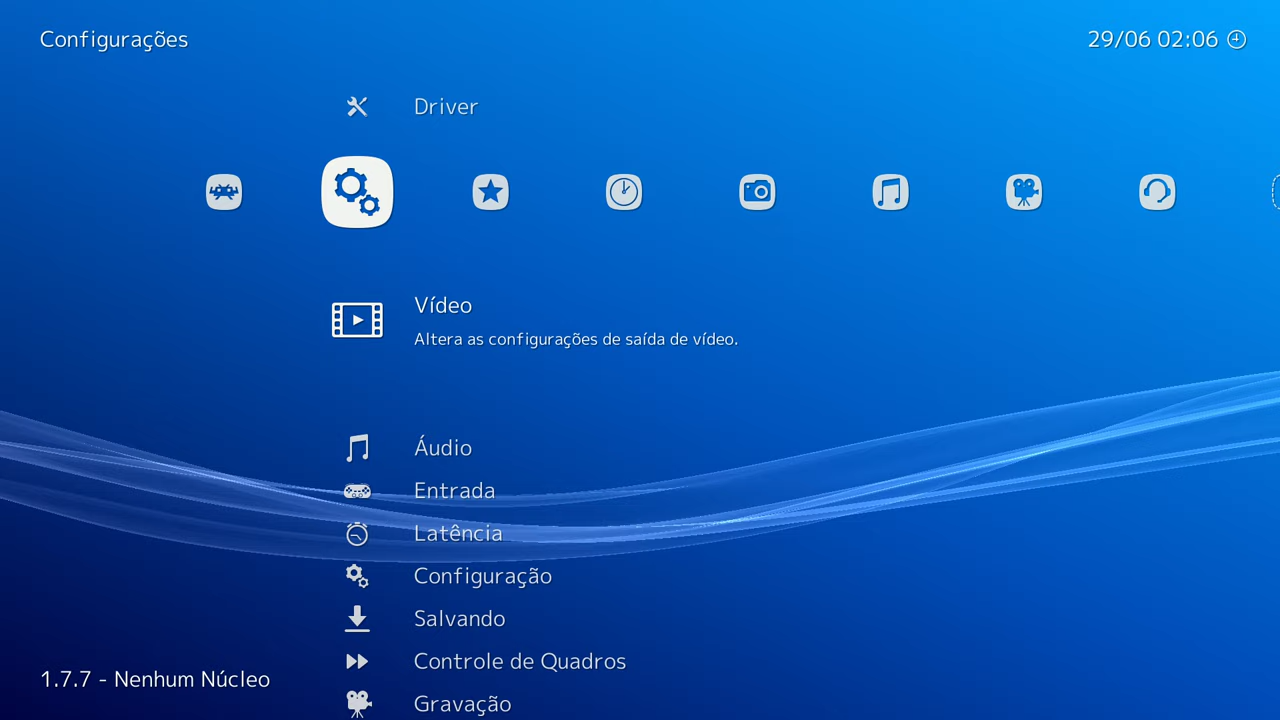 Configurações
29/06 02:06
Driver
Vídeo
Altera as configurações de saída de vídeo.
Áudio
Entrada
Latência
Configuração
Salvando
Controle de Quadros
Gravação
1.7.7 - Nenhum Núcleo